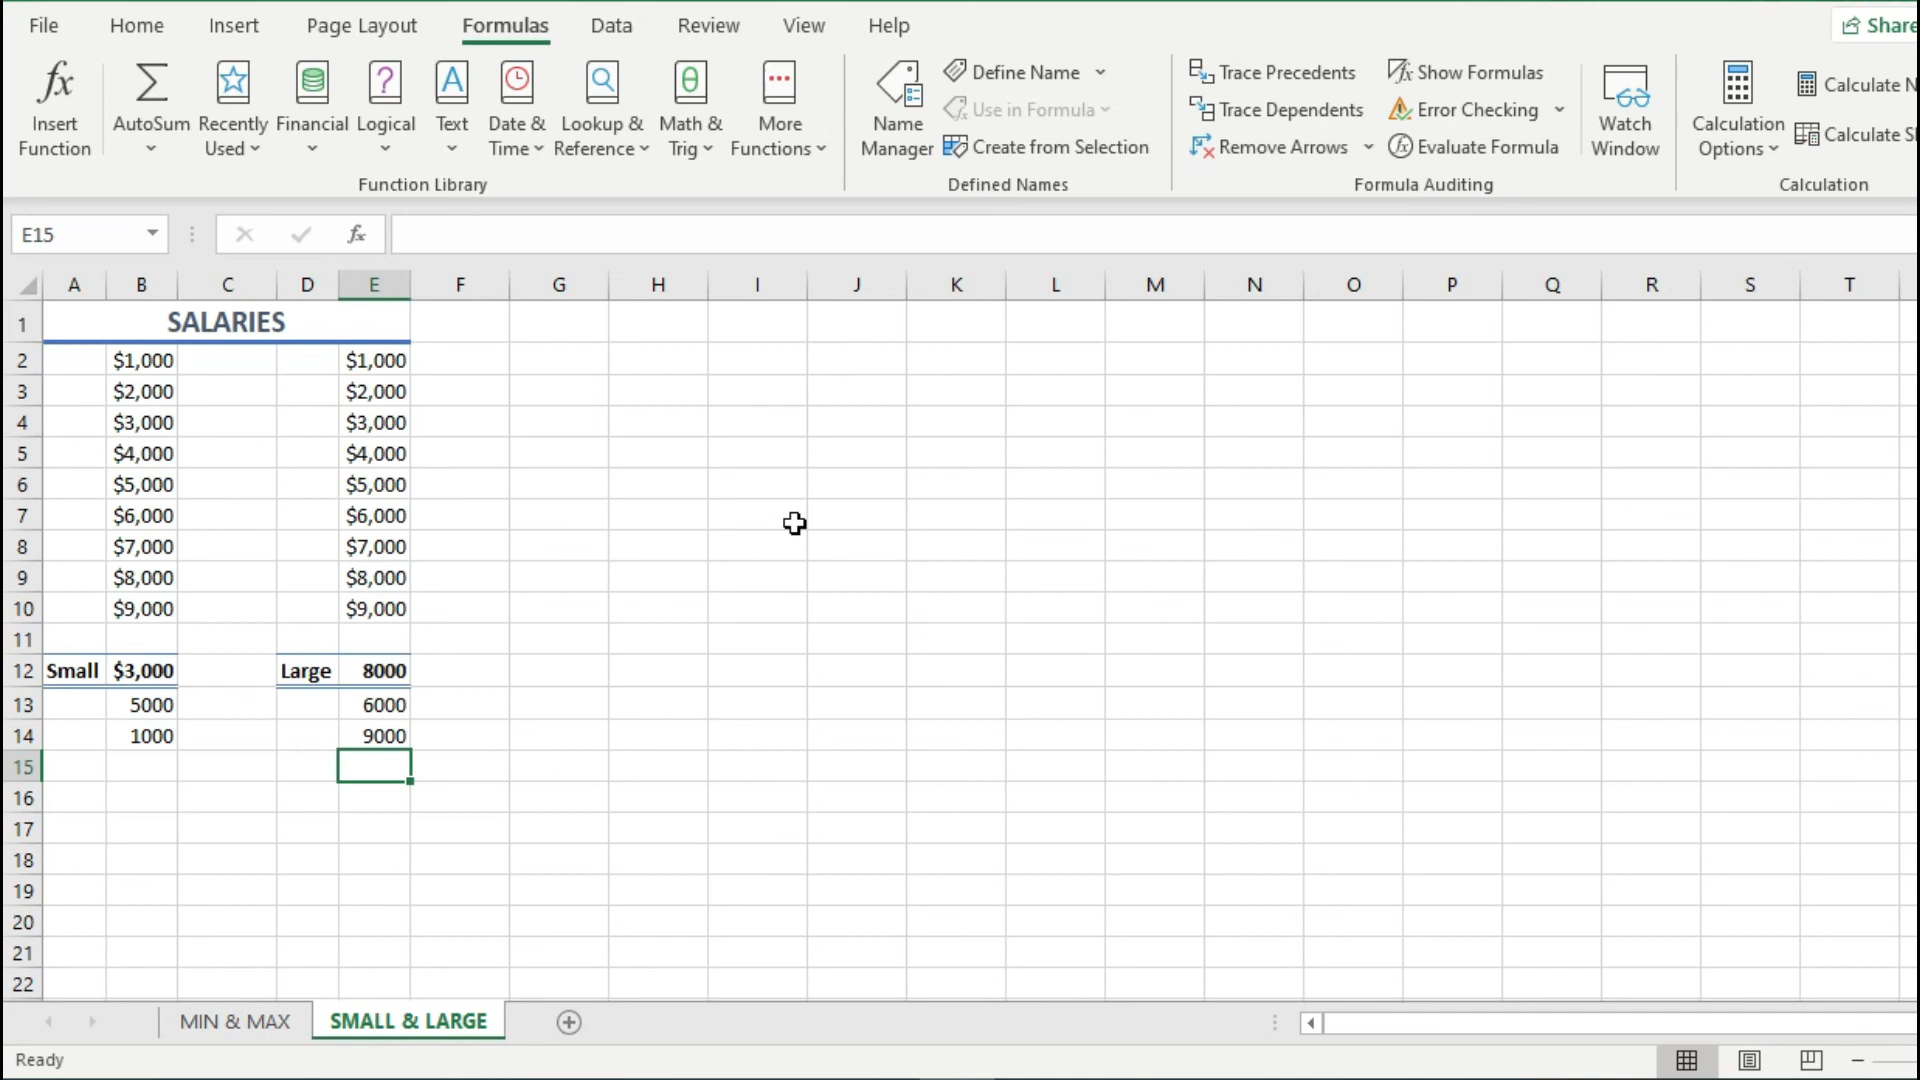 File Home Insert Page Layout Formulas Data Review View Help Share
fx Insert Function
Σ AutoSum
Recently Used
Financial
Logical
A Text
Date & Time
Lookup & Reference
θ Math & Trig
More Functions
Function Library
Name Manager
Define Name
Use in Formula
Create from Selection
Defined Names
Trace Precedents
Trace Dependents
Remove Arrows
Show Formulas
Error Checking
Evaluate Formula
Formula Auditing
Watch Window
Calculation Options
Calculate N
Calculate S
Calculation
E15 fx
A B C D E F G H I J K L M N O P Q R S T
1 SALARIES
2 $1,000 $1,000
3 $2,000 $2,000
4 $3,000 $3,000
5 $4,000 $4,000
6 $5,000 $5,000
7 $6,000 $6,000
8 $7,000 $7,000
9 $8,000 $8,000
10 $9,000 $9,000
11
12 Small $3,000 Large 8000
13 5000 6000
14 1000 9000
15
16
17
18
19
20
21
22
MIN & MAX SMALL & LARGE
Ready